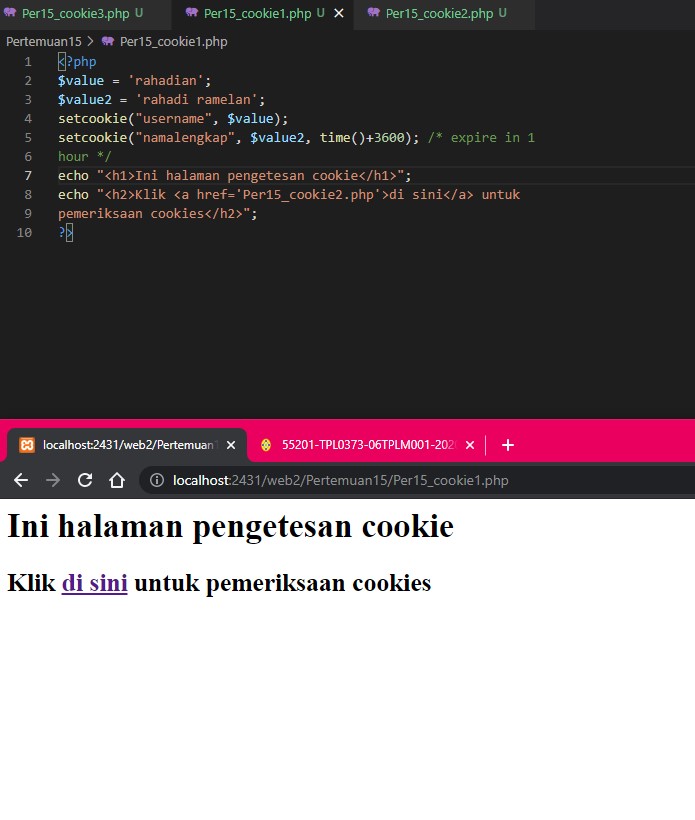 Per15_cookie3.php U Per15_cookie1.php U Per15_cookie2.php U
Pertemuan15 > Per15_cookie1.php
1 <?php
2 $value = 'rahadian';
3 $value2 = 'rahadi ramelan';
4 setcookie("username", $value);
5 setcookie("namalengkap", $value2, time()+3600); /* expire in 1
6 hour */
7 echo "<h1>Ini halaman pengetesan cookie</h1>";
8 echo "<h2>Klik <a href='Per15_cookie2.php'>di sini</a> untuk
9 pemeriksaan cookies</h2>";
10 ?>
localhost:2431/web2/Pertemuan1 55201-TPL0373-06TPLM001-202
localhost:2431/web2/Pertemuan15/Per15_cookie1.php
Ini halaman pengetesan cookie
Klik di sini untuk pemeriksaan cookies